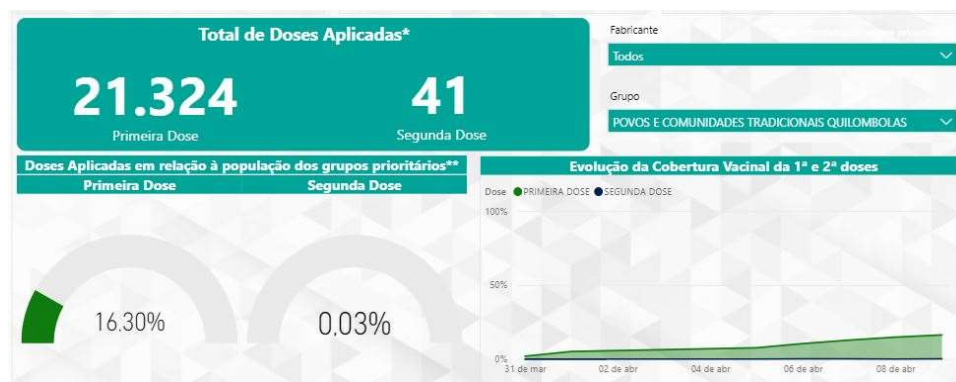 Total de Doses Aplicadas*
21.324
41
Primeira Dose
Segunda Dose
Fabricante
Todos
Grupo
POVOS E COMUNIDADES TRADICIONAIS QUILOMBOLAS
Doses Aplicadas em relação à população dos grupos prioritários**
Primeira Dose
Segunda Dose
16.30%
0,03%
Evolução da Cobertura Vacinal da 1ª e 2ª doses
Dose PRIMEIRA DOSE SEGUNDA DOSE
100%
50%
0%
31 de mar
02 de abr
04 de abr
06 de abr
08 de abr